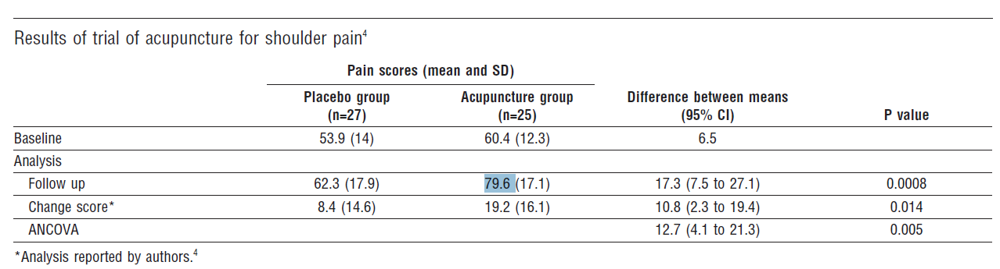 Results of trial of acupuncture for shoulder pain4
Pain scores (mean and SD)
Placebo group (n=27) Acupuncture group (n=25) Difference between means (95% CI) P value
Baseline 53.9 (14) 60.4 (12.3) 6.5
Analysis
Follow up 62.3 (17.9) 79.6 (17.1) 17.3 (7.5 to 27.1) 0.0008
Change score* 8.4 (14.6) 19.2 (16.1) 10.8 (2.3 to 19.4) 0.014
ANCOVA 12.7 (4.1 to 21.3) 0.005
*Analysis reported by authors.4